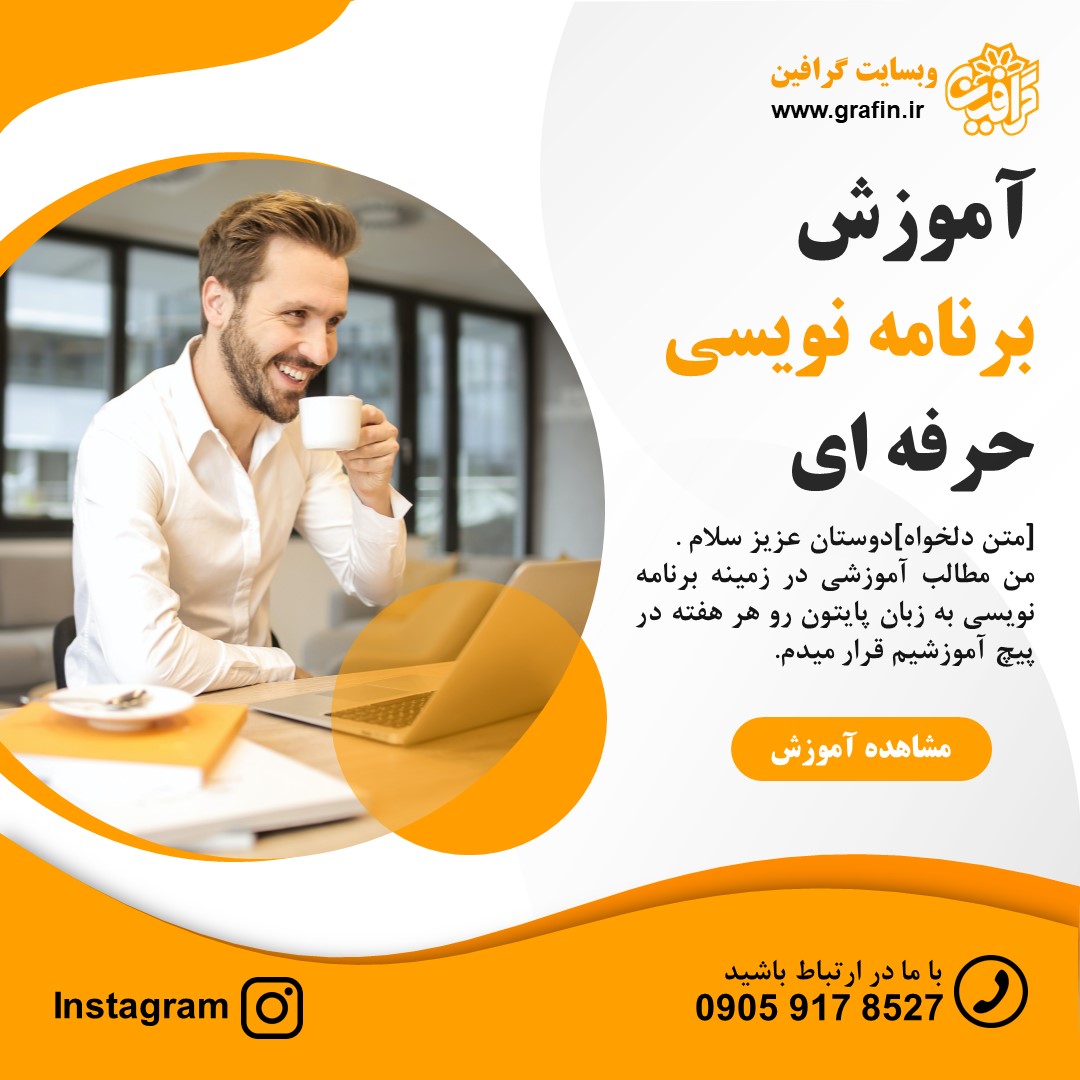 گرافین
وبسایت گرافین
www.grafin.ir
آموزش
برنامه نویسی
حرفه ای
[متن دلخواه]دوستان عزیز سلام .
من مطالب آموزشی در زمینه برنامه
نویسی به زبان پایتون رو هر هفته در
پیچ آموزشیم قرار میدم.
مشاهده آموزش
با ما در ارتباط باشید
0905 917 8527
Instagram